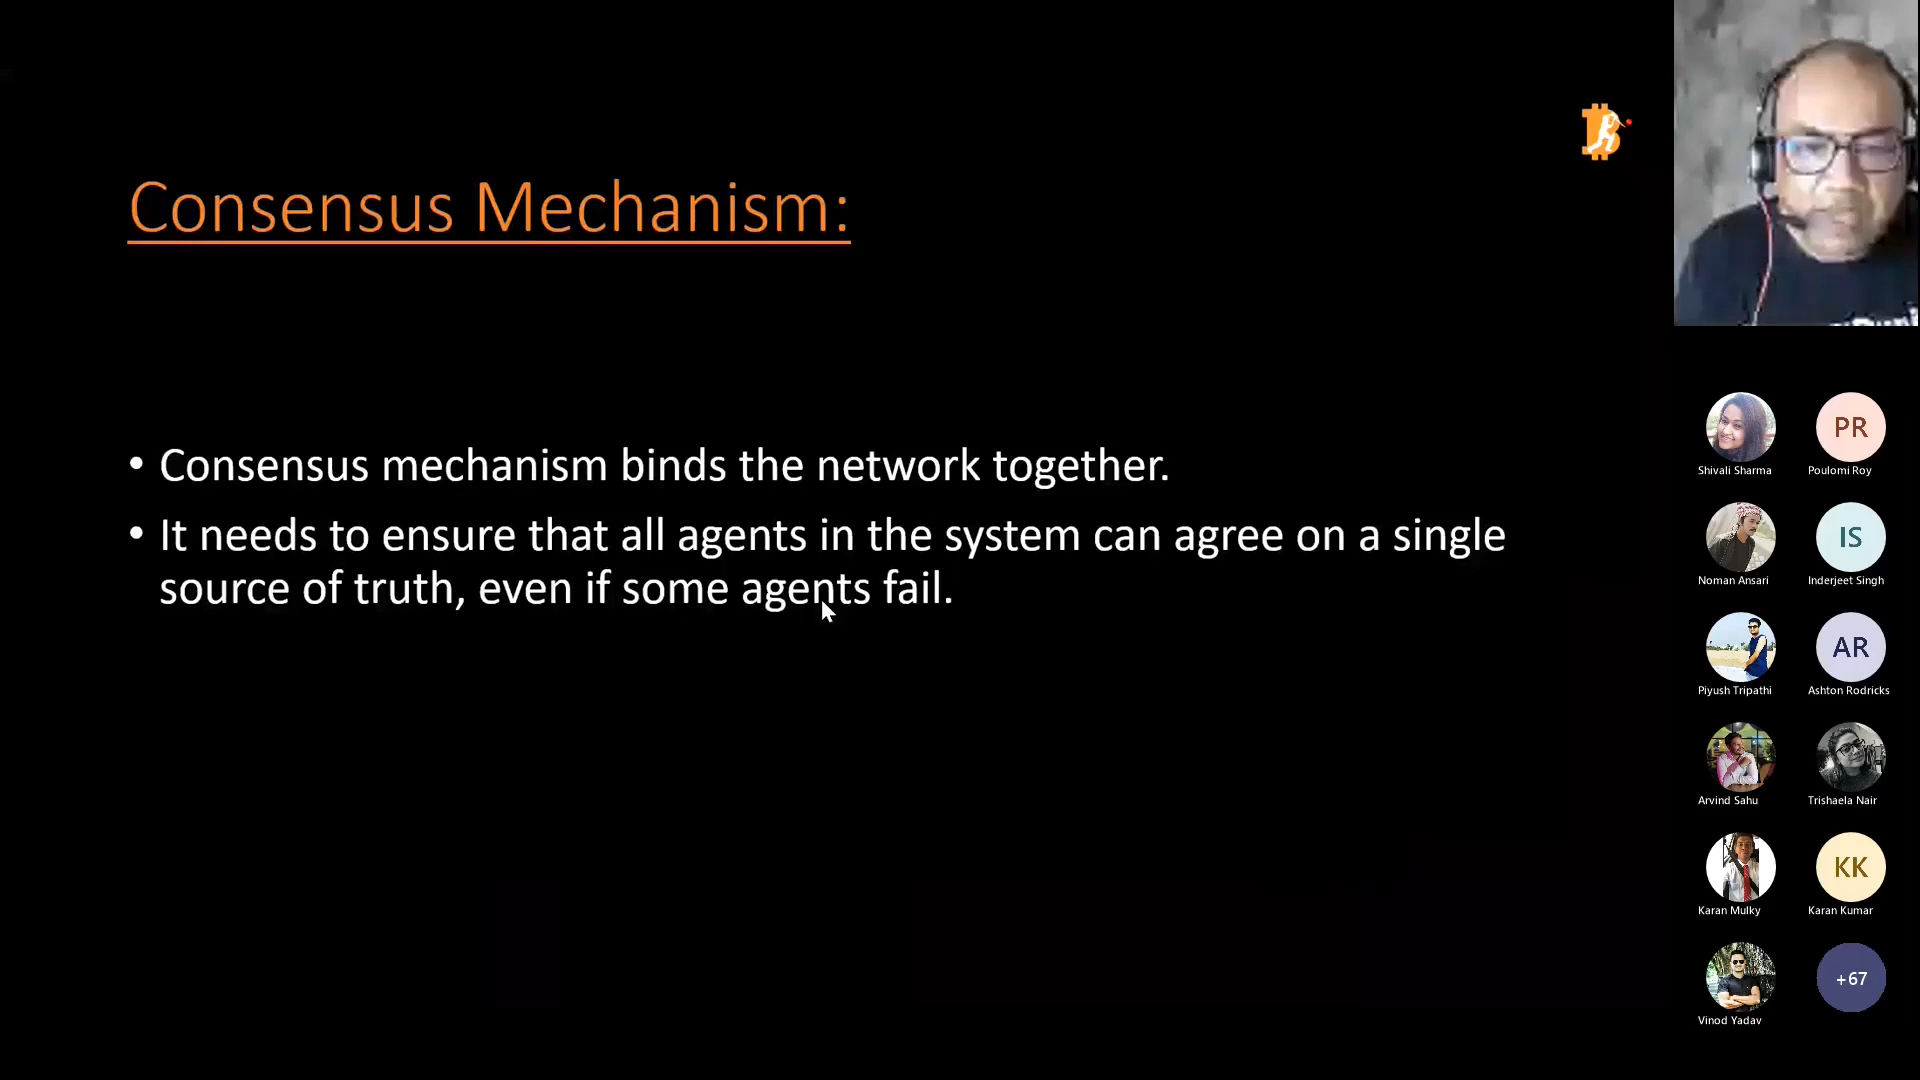 Consensus Mechanism:
• Consensus mechanism binds the network together.
• It needs to ensure that all agents in the system can agree on a single
source of truth, even if some agents fail.
Shivali Sharma
PR
Poulomi Roy
Noman Ansari
IS
Inderjeet Singh
Piyush Tripathi
AR
Ashton Rodricks
Arvind Sahu
Trishaela Nair
Karan Mulky
KK
Karan Kumar
Vinod Yadav
+67